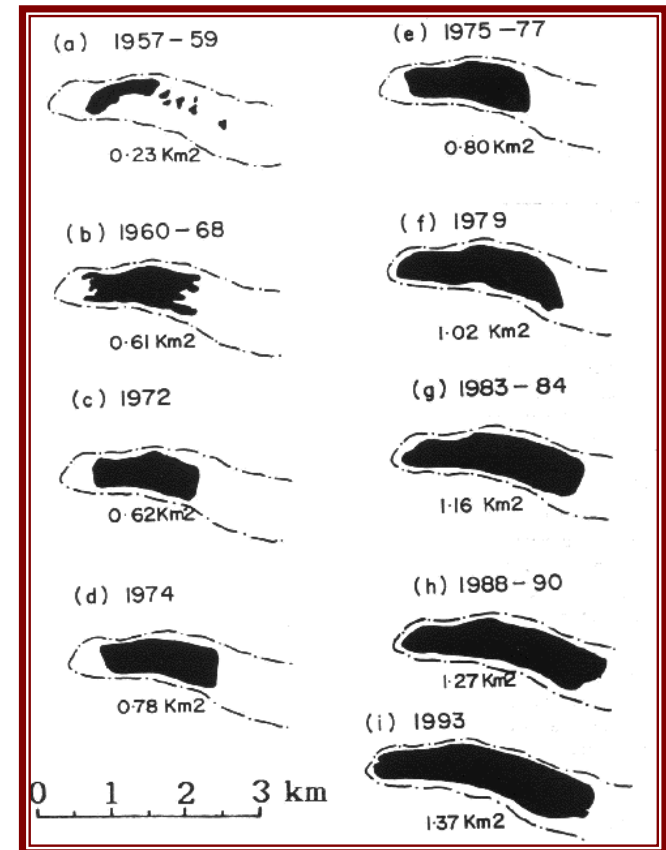 (a) 1957-59
0·23 Km2
(b) 1960-68
0·61 Km2
(c) 1972
0·62Km2
(d) 1974
0·78 Km2
0 1 2 3 km
(e) 1975-77
0·80Km2
(f) 1979
1·02 Km2
(g) 1983-84
1·16 Km2
(h) 1988-90
1·27Km2
(i) 1993
1·37 Km2